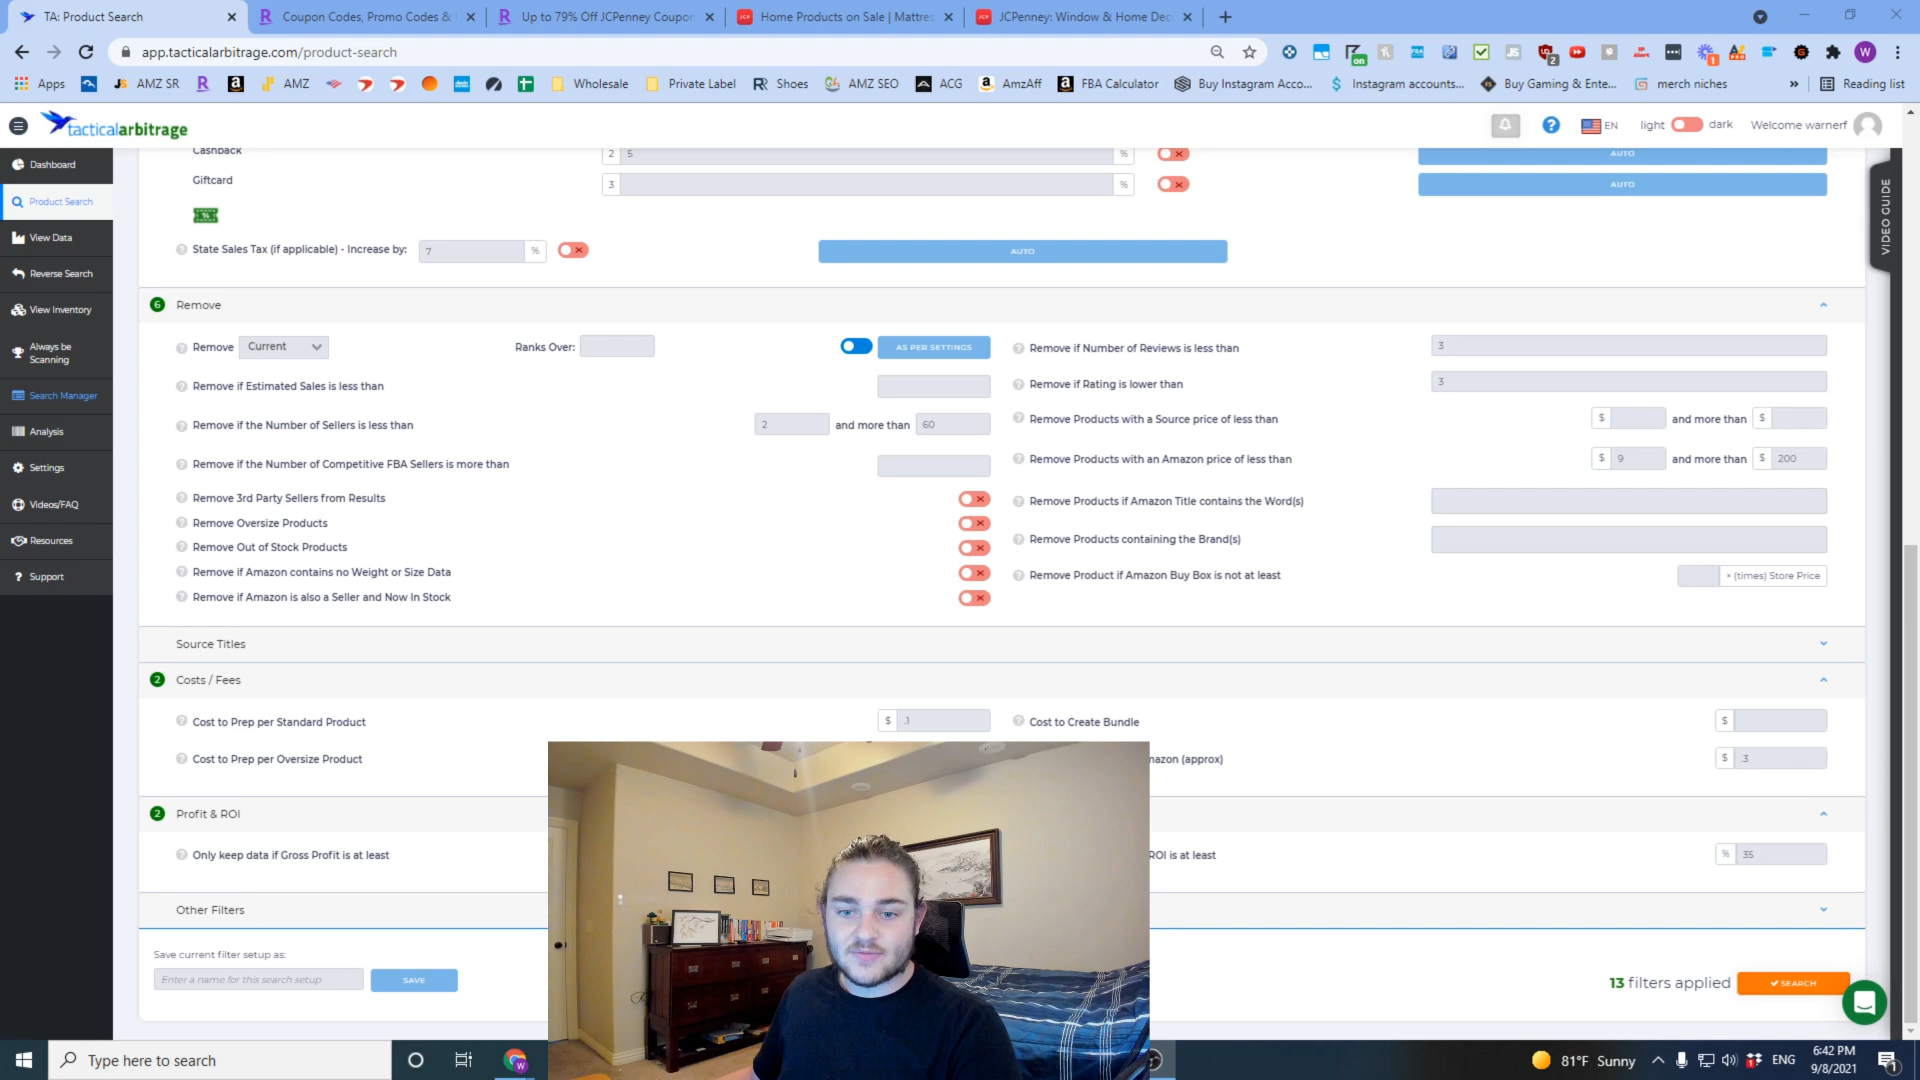 TA: Product Search
Coupon Codes, Promo Codes &
Up to 79% Off JCPenney Coupon
Home Products on Sale | Mattres
JCPenney: Window & Home Dec
app.tacticalarbitrage.com/product-search
Apps
AMZ SR
AMZ
Wholesale
Private Label
Shoes
AMZ SEO
ACG
AmzAff
FBA Calculator
Buy Instagram Acco...
Instagram accounts...
Buy Gaming & Ente...
merch niches
Reading list
tacticalarbitrage
EN
light
dark
Welcome warnerf
Dashboard
Product Search
View Data
Reverse Search
View Inventory
Always be
Scanning
Search Manager
Analysis
Settings
Videos/FAQ
Resources
Support
VIDEO GUIDE
Cashback
2 5 %
AUTO
Giftcard
3 %
AUTO
State Sales Tax (if applicable) - Increase by: 7 %
AUTO
6 Remove
Remove Current Ranks Over: AS PER SETTINGS
Remove if Number of Reviews is less than 3
Remove if Estimated Sales is less than
Remove if Rating is lower than 3
Remove if the Number of Sellers is less than 2 and more than 60
Remove Products with a Source price of less than $ and more than $
Remove if the Number of Competitive FBA Sellers is more than
Remove Products with an Amazon price of less than $ 9 and more than $ 200
Remove 3rd Party Sellers from Results
Remove Products if Amazon Title contains the Word(s)
Remove Oversize Products
Remove Products containing the Brand(s)
Remove Out of Stock Products
Remove if Amazon contains no Weight or Size Data
Remove Product if Amazon Buy Box is not at least × (times) Store Price
Remove if Amazon is also a Seller and Now In Stock
Source Titles
2 Costs / Fees
Cost to Prep per Standard Product $ .1
Cost to Create Bundle $
Cost to Prep per Oversize Product
mazon (approx) $ .3
2 Profit & ROI
Only keep data if Gross Profit is at least
ROI is at least % 35
Other Filters
Save current filter setup as:
Enter a name for this search setup
SAVE
13 filters applied
SEARCH
Type here to search
81°F Sunny
ENG
6:42 PM
9/8/2021